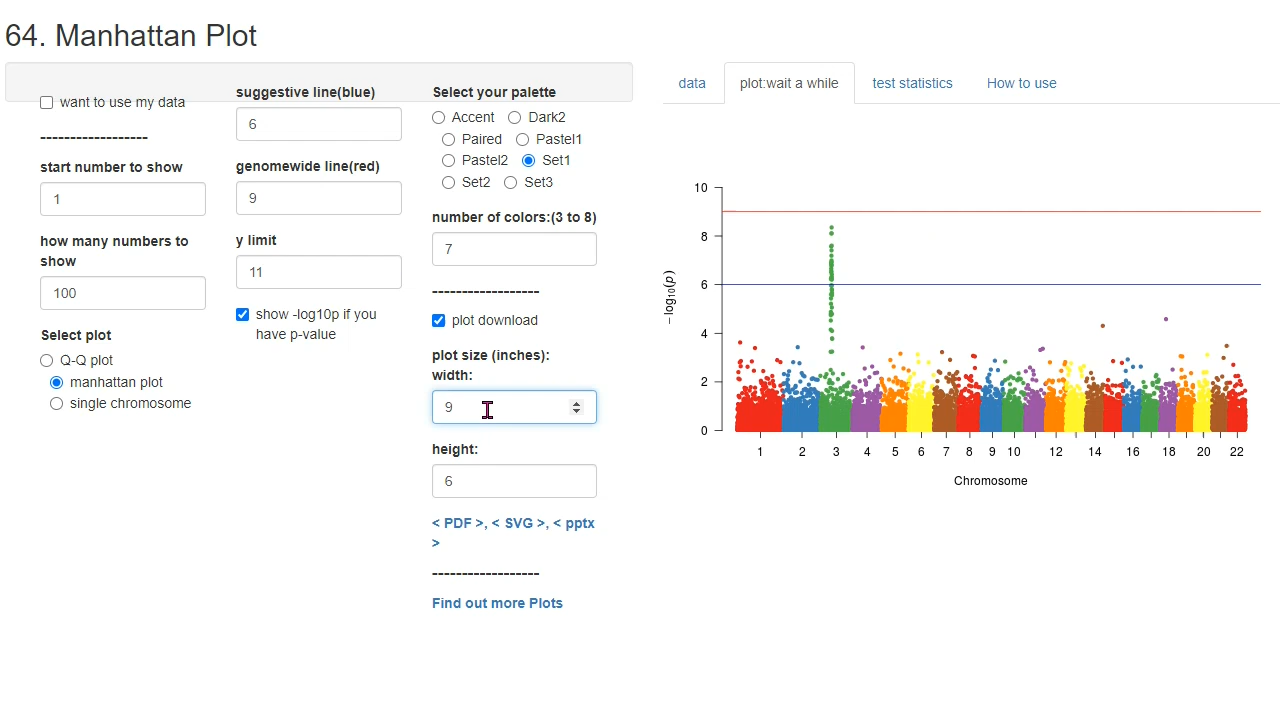 64. Manhattan Plot
want to use my data
------------------
start number to show
1
how many numbers to
show
100
Select plot
Q-Q plot
manhattan plot
single chromosome
suggestive line(blue)
6
genomewide line(red)
9
y limit
11
show -log10p if you
have p-value
Select your palette
Accent Dark2
Paired Pastel1
Pastel2 Set1
Set2 Set3
number of colors:(3 to 8)
7
------------------
plot download
plot size (inches):
width:
9
height:
6
< PDF >, < SVG >, < pptx
>
------------------
Find out more Plots
data plot:wait a while test statistics How to use
10
8
6
4
2
0
− log10(p)
1 2 3 4 5 6 7 8 9 10 12 14 16 18 20 22
Chromosome